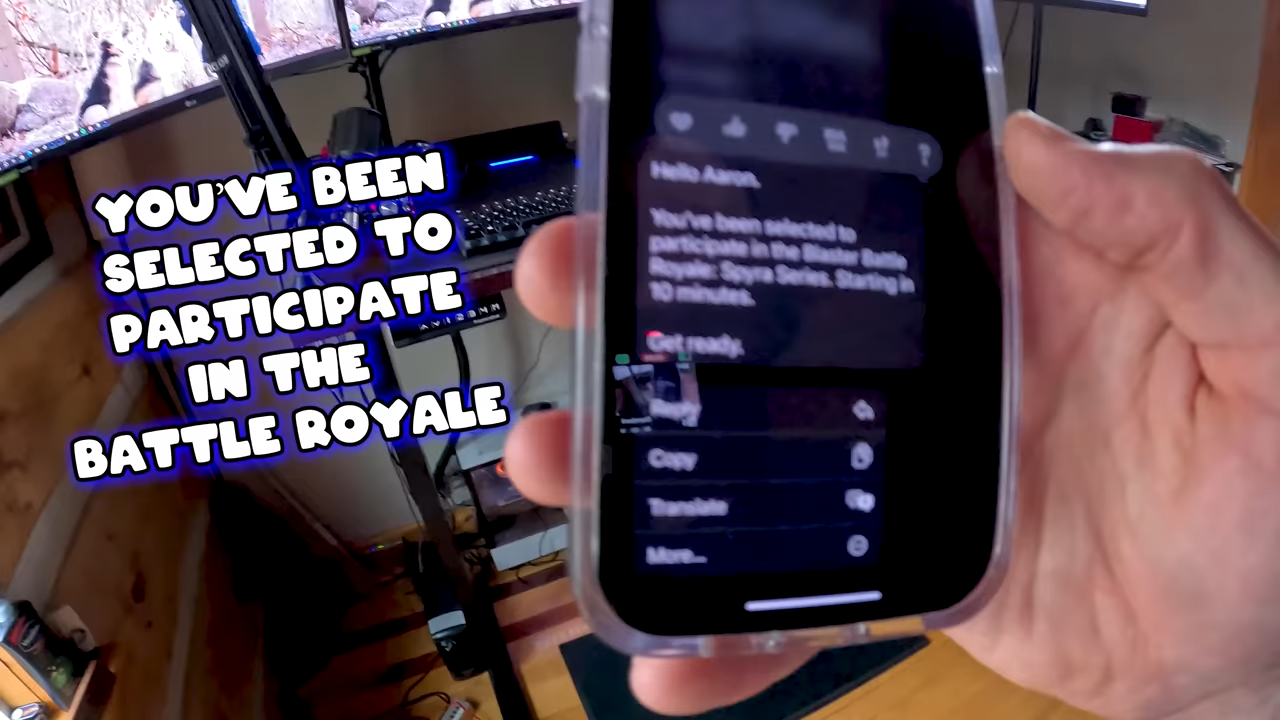 YOU'VE BEEN
SELECTED TO
PARTICIPATE
IN THE
BATTLE ROYALE
Hello Aaron,
You've been selected to
participate in the Blaster Battle
Royale: Spyra Series. Starting in
10 minutes.
Get ready.
Reply
Copy
Translate
More...